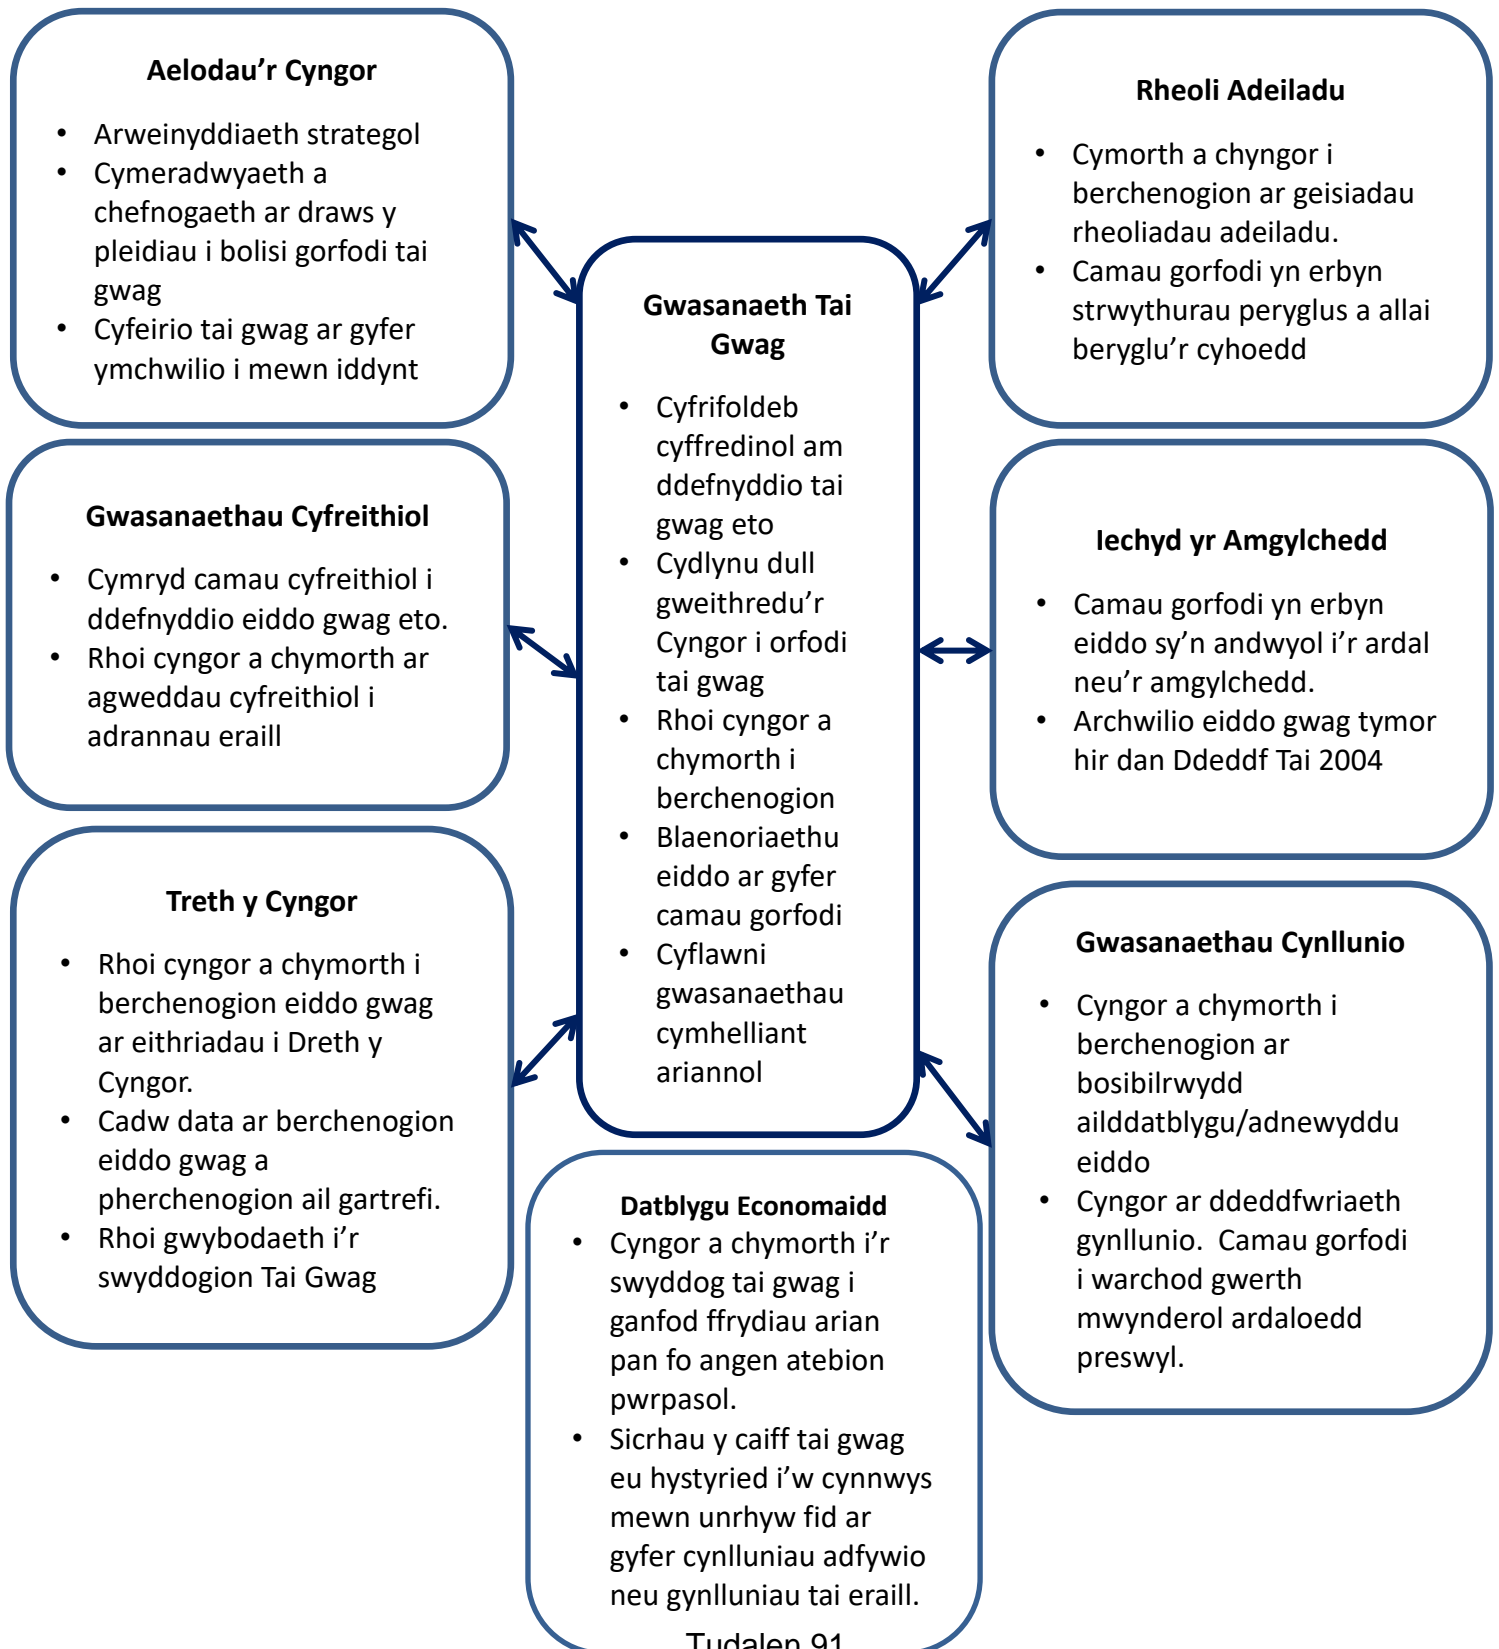 Aelodau'r Cyngor
• Arweinyddiaeth strategol
• Cymeradwyaeth a
chefnogaeth ar draws y
pleidiau i bolisi gorfodi tai
gwag
• Cyfeirio tai gwag ar gyfer
ymchwilio i mewn iddynt
Gwasanaethau Cyfreithiol
• Cymryd camau cyfreithiol i
ddefnyddio eiddo gwag eto.
• Rhoi cyngor a chymorth ar
agweddau cyfreithiol i
adrannau eraill
Treth y Cyngor
• Rhoi cyngor a chymorth i
berchenogion eiddo gwag
ar eithriadau i Dreth y
Cyngor.
• Cadw data ar berchenogion
eiddo gwag a
pherchenogion ail gartrefi.
• Rhoi gwybodaeth i'r
swyddogion Tai Gwag
Gwasanaeth Tai
Gwag
• Cyfrifoldeb
cyffredinol am
ddefnyddio tai
gwag eto
• Cydlynu dull
gweithredu'r
Cyngor i orfodi
tai gwag
• Rhoi cyngor a
chymorth i
berchenogion
• Blaenoriaethu
eiddo ar gyfer
camau gorfodi
• Cyflawni
gwasanaethau
cymhelliant
ariannol
Datblygu Economaidd
• Cyngor a chymorth i'r
swyddog tai gwag i
ganfod ffrydiau arian
pan fo angen atebion
pwrpasol.
• Sicrhau y caiff tai gwag
eu hystyried i'w cynnwys
mewn unrhyw fid ar
gyfer cynlluniau adfywio
neu gynlluniau tai eraill.
Rheoli Adeiladu
• Cymorth a chyngor i
berchenogion ar geisiadau
rheoliadau adeiladu.
• Camau gorfodi yn erbyn
strwythurau peryglus a allai
beryglu'r cyhoedd
Iechyd yr Amgylchedd
• Camau gorfodi yn erbyn
eiddo sy'n andwyol i'r ardal
neu'r amgylchedd.
• Archwilio eiddo gwag tymor
hir dan Ddeddf Tai 2004
Gwasanaethau Cynllunio
• Cyngor a chymorth i
berchenogion ar
bosibilrwydd
ailddatblygu/adnewyddu
eiddo
• Cyngor ar ddeddfwriaeth
gynllunio. Camau gorfodi
i warchod gwerth
mwynderol ardaloedd
preswyl.
Tudalen 91